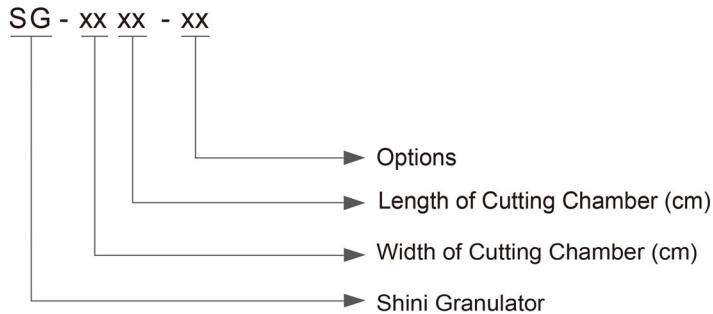 SG - xx xx - xx
Options
Length of Cutting Chamber (cm)
Width of Cutting Chamber (cm)
Shini Granulator